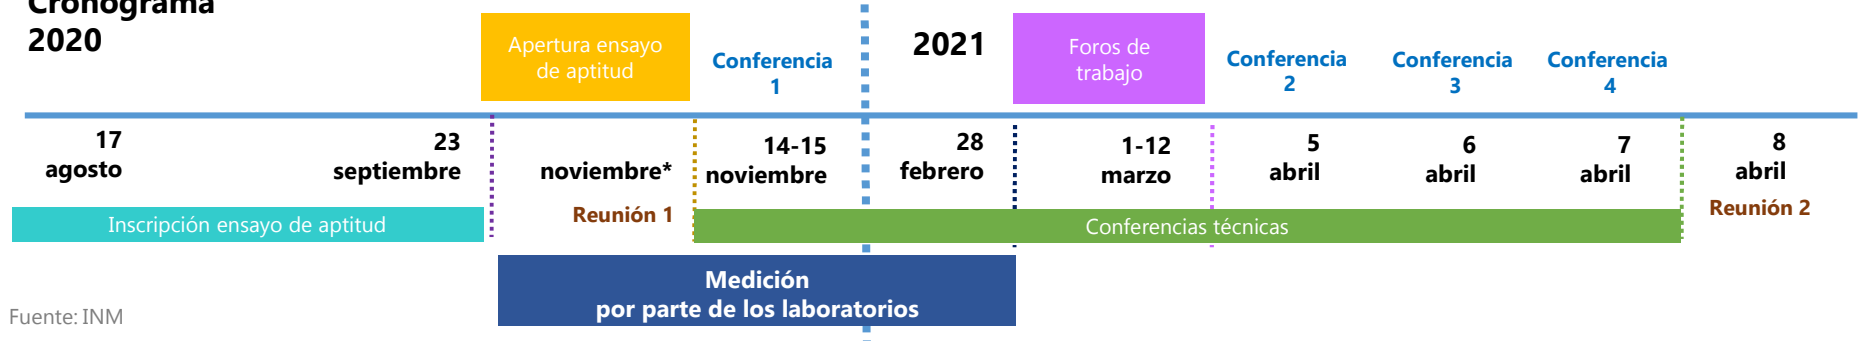 Cronograma
2020
Apertura ensayo
de aptitud
Conferencia
1
2021
Foros de
trabajo
Conferencia
2
Conferencia
3
Conferencia
4
17
agosto
23
septiembre
noviembre*
14-15
noviembre
28
febrero
1-12
marzo
5
abril
6
abril
7
abril
8
abril
Inscripción ensayo de aptitud
Reunión 1
Conferencias técnicas
Reunión 2
Medición
por parte de los laboratorios
Fuente: INM